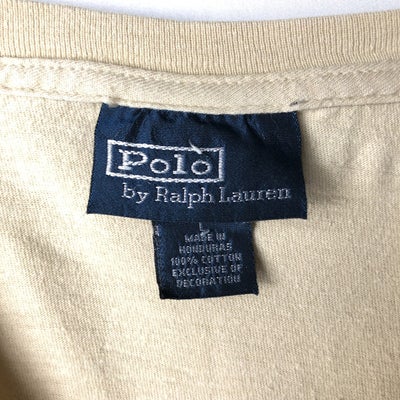 Polo
by Ralph Lauren
L
MADE IN
HONDURAS
100% COTTON
EXCLUSIVE OF
DECORATION